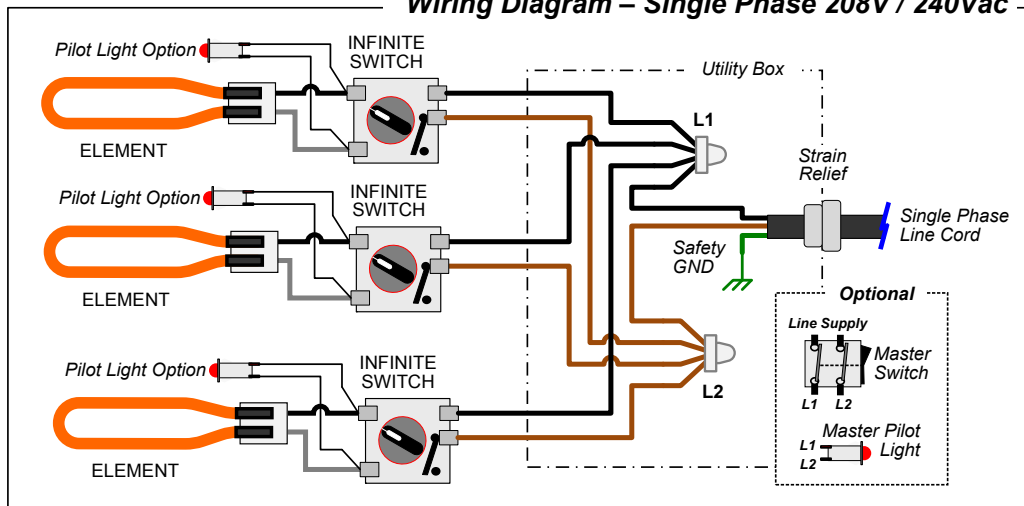 Wiring Diagram – Single Phase 208V / 240Vac
Pilot Light Option
INFINITE
SWITCH
ELEMENT
Utility Box
L1
Strain
Relief
Pilot Light Option
INFINITE
SWITCH
ELEMENT
Safety
GND
Single Phase
Line Cord
Optional
Line Supply
Master
Switch
L1 L2
Master Pilot
Light
L1
L2
L2
Pilot Light Option
INFINITE
SWITCH
ELEMENT